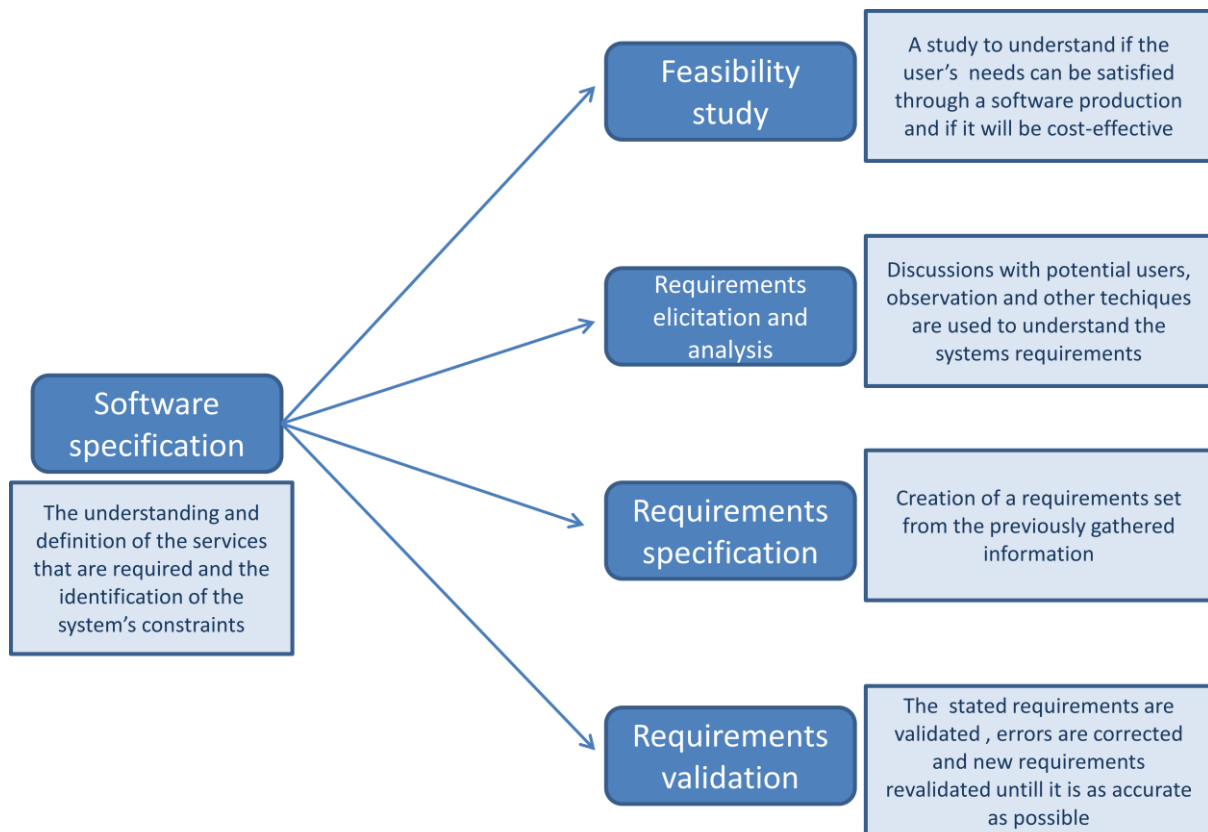 Feasibility
study
A study to understand if the
user’s needs can be satisfied
through a software production
and if it will be cost-effective
Requirements
elicitation and
analysis
Discussions with potential users,
observation and other techiques
are used to understand the
systems requirements
Software
specification
The understanding and
definition of the services
that are required and the
identification of the
system’s constraints
Requirements
specification
Creation of a requirements set
from the previously gathered
information
Requirements
validation
The stated requirements are
validated , errors are corrected
and new requirements
revalidated untill it is as accurate
as possible